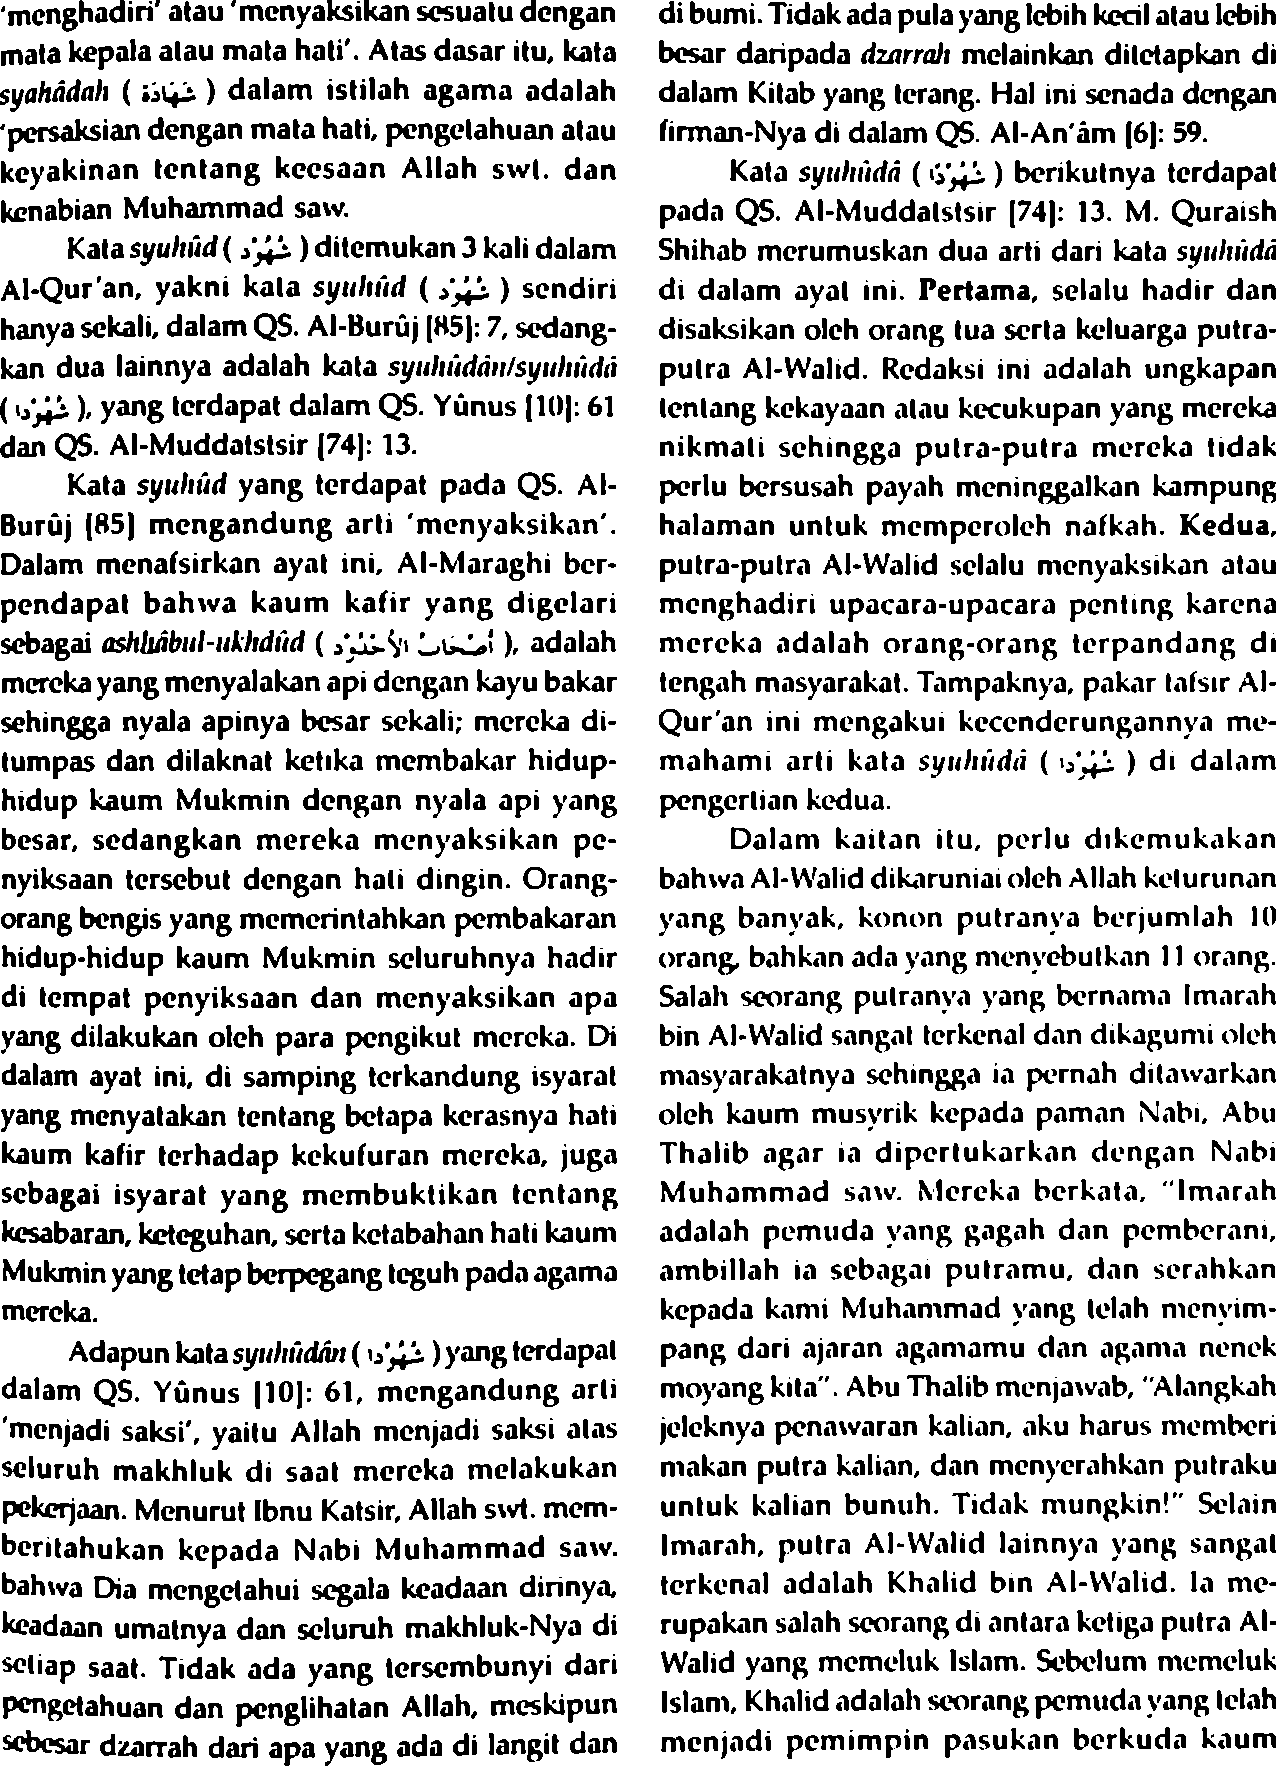 'menghadiri' atau 'menyaksikan sesuatu dengan
mata kepala atau mata hati'. Atas dasar itu, kata
syahâdah ( شَهَادَة ) dalam istilah agama adalah
'persaksian dengan mata hati, pengetahuan atau
keyakinan tentang keesaan Allah swt. dan
kenabian Muhammad saw.
Kata syuhûd ( شُهُوْد ) ditemukan 3 kali dalam
Al-Qur'an, yakni kata syuhûd ( شُهُوْد ) sendiri
hanya sekali, dalam QS. Al-Burûj [85]: 7, sedang-
kan dua lainnya adalah kata syuhûdân/syuhûdâ
( شُهُوْدًا ), yang terdapat dalam QS. Yûnus [10]: 61
dan QS. Al-Muddatstsir [74]: 13.
Kata syuhûd yang terdapat pada QS. Al-
Burûj [85] mengandung arti 'menyaksikan'.
Dalam menafsirkan ayat ini, Al-Maraghi ber-
pendapat bahwa kaum kafir yang digelari
sebagai ashhâbul-ukhdûd ( أَصْحَابُ الْأُخْدُوْدِ ), adalah
mereka yang menyalakan api dengan kayu bakar
sehingga nyala apinya besar sekali; mereka di-
tumpas dan dilaknat ketika membakar hidup-
hidup kaum Mukmin dengan nyala api yang
besar, sedangkan mereka menyaksikan pe-
nyiksaan tersebut dengan hati dingin. Orang-
orang bengis yang memerintahkan pembakaran
hidup-hidup kaum Mukmin seluruhnya hadir
di tempat penyiksaan dan menyaksikan apa
yang dilakukan oleh para pengikut mereka. Di
dalam ayat ini, di samping terkandung isyarat
yang menyatakan tentang betapa kerasnya hati
kaum kafir terhadap kekufuran mereka, juga
sebagai isyarat yang membuktikan tentang
kesabaran, keteguhan, serta ketabahan hati kaum
Mukmin yang tetap berpegang teguh pada agama
mereka.
Adapun kata syuhûdân ( شُهُوْدًا ) yang terdapat
dalam QS. Yûnus [10]: 61, mengandung arti
'menjadi saksi', yaitu Allah menjadi saksi atas
seluruh makhluk di saat mereka melakukan
pekerjaan. Menurut Ibnu Katsir, Allah swt. mem-
beritahukan kepada Nabi Muhammad saw.
bahwa Dia mengetahui segala keadaan dirinya,
keadaan umatnya dan seluruh makhluk-Nya di
setiap saat. Tidak ada yang tersembunyi dari
pengetahuan dan penglihatan Allah, meskipun
sebesar dzarrah dari apa yang ada di langit dan
di bumi. Tidak ada pula yang lebih kecil atau lebih
besar daripada dzarrah melainkan ditetapkan di
dalam Kitab yang terang. Hal ini senada dengan
firman-Nya di dalam QS. Al-An'âm [6]: 59.
Kata syuhûdâ ( شُهُوْدًا ) berikutnya terdapat
pada QS. Al-Muddatstsir [74]: 13. M. Quraish
Shihab merumuskan dua arti dari kata syuhûdâ
di dalam ayat ini. Pertama, selalu hadir dan
disaksikan oleh orang tua serta keluarga putra-
putra Al-Walid. Redaksi ini adalah ungkapan
tentang kekayaan atau kecukupan yang mereka
nikmati sehingga putra-putra mereka tidak
perlu bersusah payah meninggalkan kampung
halaman untuk memperoleh nafkah. Kedua,
putra-putra Al-Walid selalu menyaksikan atau
menghadiri upacara-upacara penting karena
mereka adalah orang-orang terpandang di
tengah masyarakat. Tampaknya, pakar tafsir Al-
Qur'an ini mengakui kecenderungannya me-
mahami arti kata syuhûdâ ( شُهُوْدًا ) di dalam
pengertian kedua.
Dalam kaitan itu, perlu dikemukakan
bahwa Al-Walid dikaruniai oleh Allah keturunan
yang banyak, konon putranya berjumlah 10
orang, bahkan ada yang menyebutkan 11 orang.
Salah seorang putranya yang bernama Imarah
bin Al-Walid sangat terkenal dan dikagumi oleh
masyarakatnya sehingga ia pernah ditawarkan
oleh kaum musyrik kepada paman Nabi, Abu
Thalib agar ia dipertukarkan dengan Nabi
Muhammad saw. Mereka berkata, "Imarah
adalah pemuda yang gagah dan pemberani,
ambillah ia sebagai putramu, dan serahkan
kepada kami Muhammad yang telah menyim-
pang dari ajaran agamamu dan agama nenek
moyang kita". Abu Thalib menjawab, "Alangkah
jeleknya penawaran kalian, aku harus memberi
makan putra kalian, dan menyerahkan putraku
untuk kalian bunuh. Tidak mungkin!" Selain
Imarah, putra Al-Walid lainnya yang sangat
terkenal adalah Khalid bin Al-Walid. Ia me-
rupakan salah seorang di antara ketiga putra Al-
Walid yang memeluk Islam. Sebelum memeluk
Islam, Khalid adalah seorang pemuda yang telah
menjadi pemimpin pasukan berkuda kaum